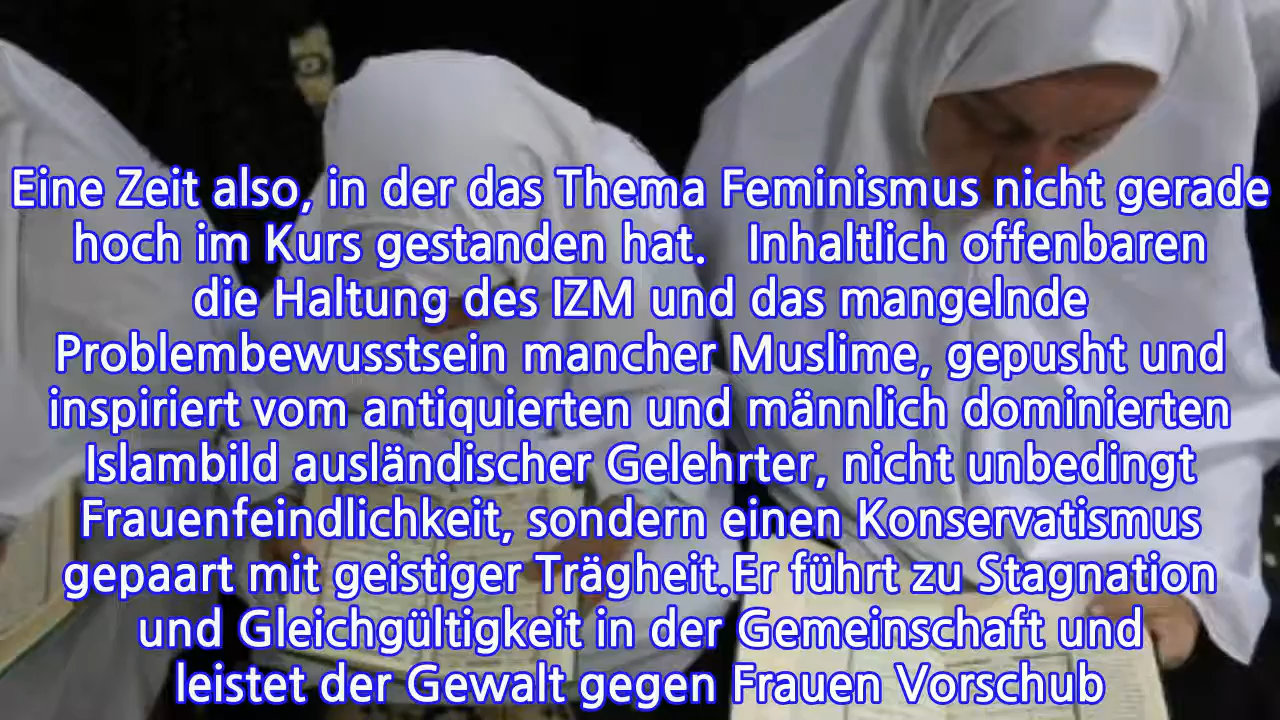 Eine Zeit also, in der das Thema Feminismus nicht gerade
hoch im Kurs gestanden hat.   Inhaltlich offenbaren
die Haltung des IZM und das mangelnde
Problembewusstsein mancher Muslime, gepusht und
inspiriert vom antiquierten und männlich dominierten
Islambild ausländischer Gelehrter, nicht unbedingt
Frauenfeindlichkeit, sondern einen Konservatismus
gepaart mit geistiger Trägheit.Er führt zu Stagnation
und Gleichgültigkeit in der Gemeinschaft und
leistet der Gewalt gegen Frauen Vorschub